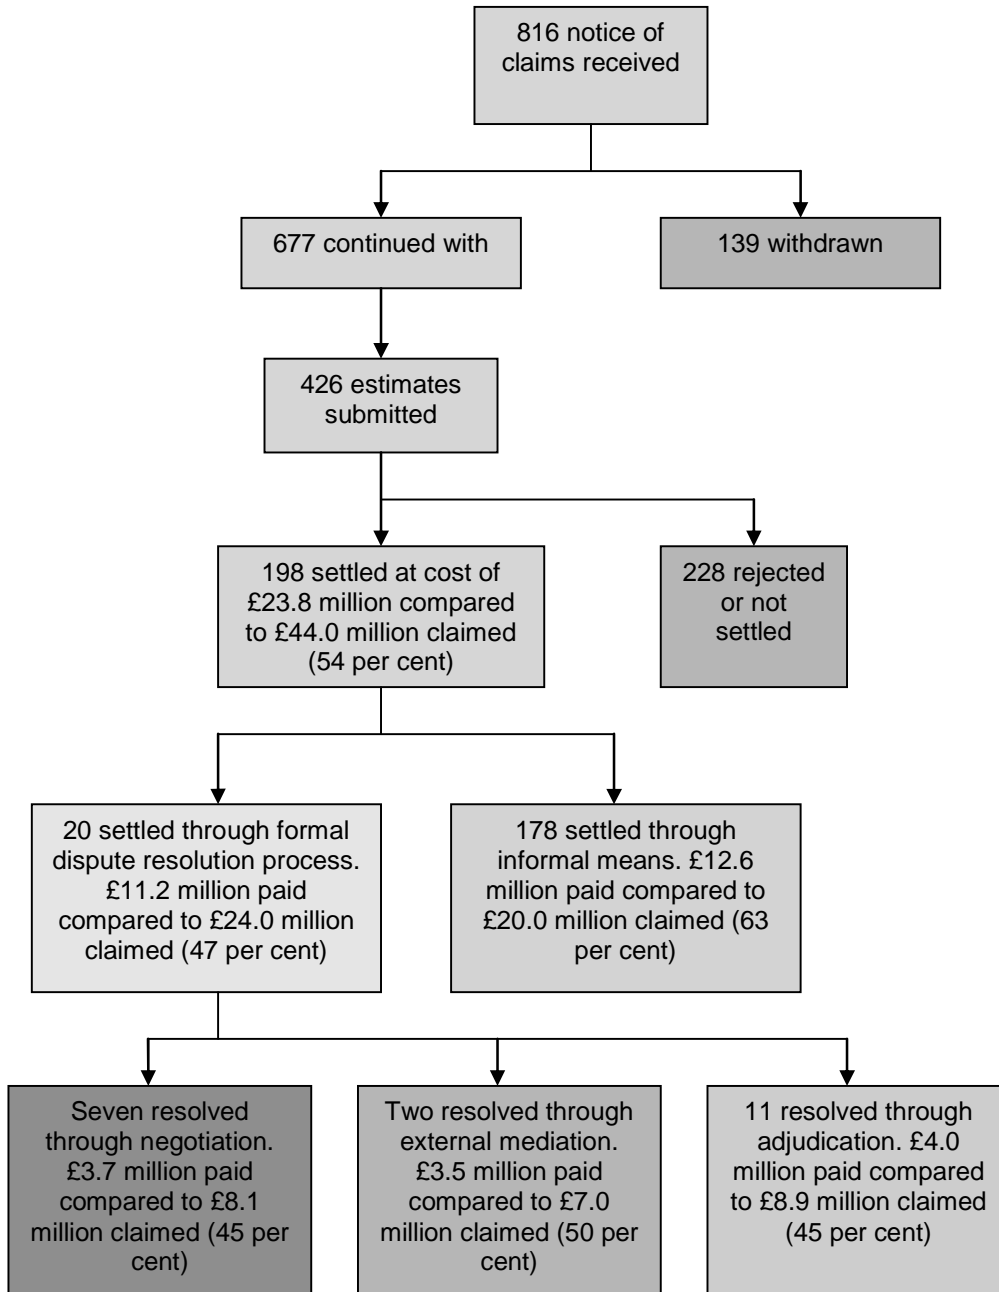 816 notice of
claims received
677 continued with
139 withdrawn
426 estimates
submitted
198 settled at cost of
£23.8 million compared
to £44.0 million claimed
(54 per cent)
228 rejected
or not
settled
20 settled through formal
dispute resolution process.
£11.2 million paid
compared to £24.0 million
claimed (47 per cent)
178 settled through
informal means. £12.6
million paid compared to
£20.0 million claimed (63
per cent)
Seven resolved
through negotiation.
£3.7 million paid
compared to £8.1
million claimed (45 per
cent)
Two resolved through
external mediation.
£3.5 million paid
compared to £7.0
million claimed (50 per
cent)
11 resolved through
adjudication. £4.0
million paid compared
to £8.9 million claimed
(45 per cent)